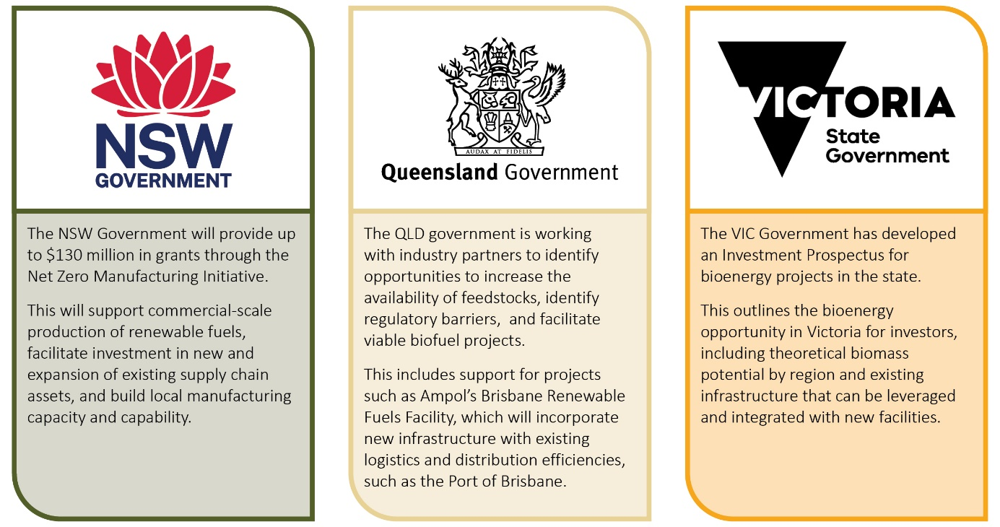 NSW
GOVERNMENT
The NSW Government will provide up
to $130 million in grants through the
Net Zero Manufacturing Initiative.
This will support commercial-scale
production of renewable fuels,
facilitate investment in new and
expansion of existing supply chain
assets, and build local manufacturing
capacity and capability.
AUDAX AT FIDELIS
Queensland Government
The QLD government is working
with industry partners to identify
opportunities to increase the
availability of feedstocks, identify
regulatory barriers,  and facilitate
viable biofuel projects.
This includes support for projects
such as Ampol’s Brisbane Renewable
Fuels Facility, which will incorporate
new infrastructure with existing
logistics and distribution efficiencies,
such as the Port of Brisbane.
VICTORIA
State
Government
The VIC Government has developed
an Investment Prospectus for
bioenergy projects in the state.
This outlines the bioenergy
opportunity in Victoria for investors,
including theoretical biomass
potential by region and existing
infrastructure that can be leveraged
and integrated with new facilities.